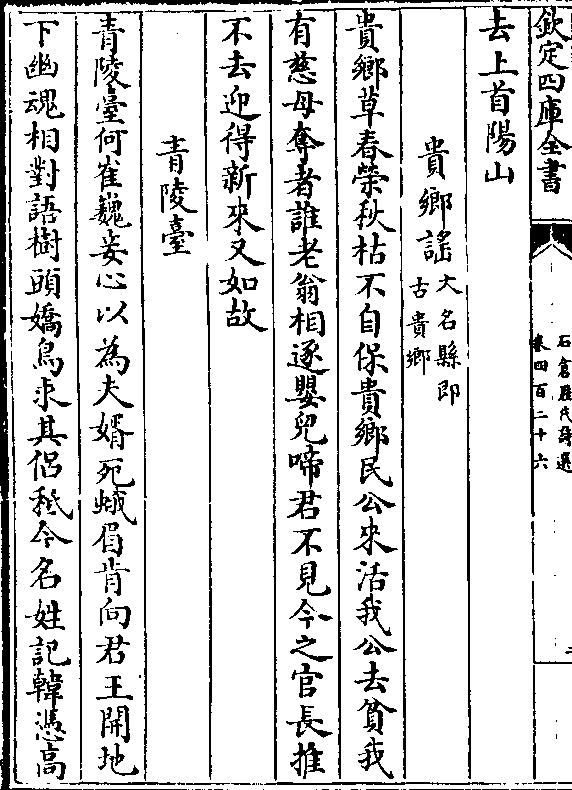 欽定四庫全書
石倉歷代詩選
卷四百二十六
去上首陽山
貴鄉謡大名縣即
古貴鄉
貴鄉草春榮秋枯不自保貴鄉民公來活我公去貧我
有慈母奪者誰老翁相逐嬰兒啼君不見今之官長推
不去迎得新來又如故
青陵臺
青陵臺何崔巍妾心以為夫婿死蛾眉肯向君王開地
下幽魂相對語樹頭嬌鳥求其侶秪今名姓記韓憑高